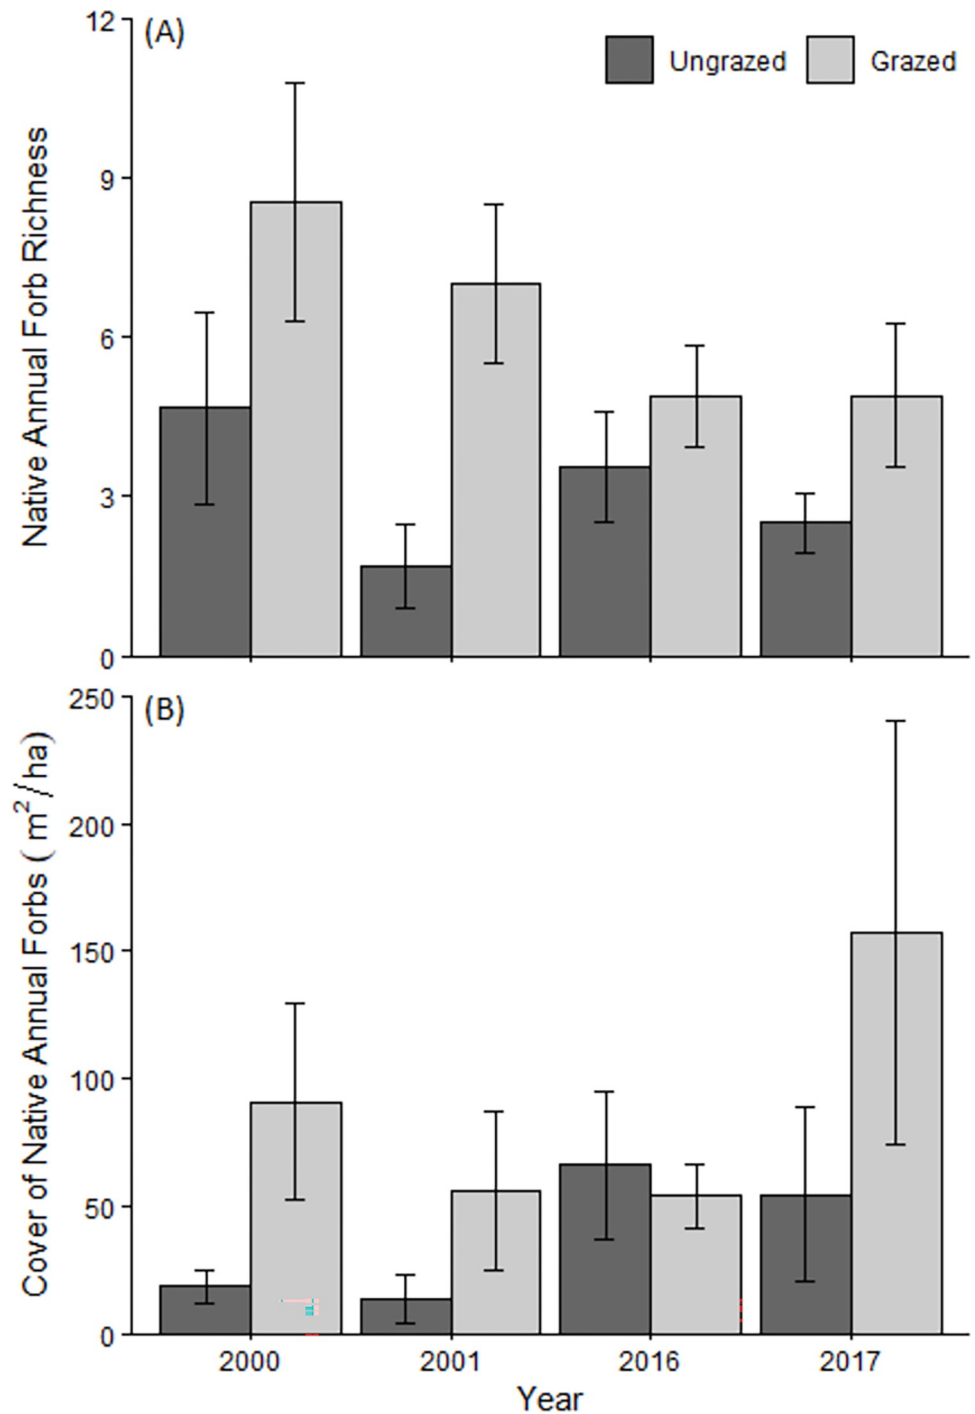 (A)
Ungrazed Grazed
Native Annual Forb Richness
12
9
6
3
0
(B)
Cover of Native Annual Forbs ( m²/ha)
250
200
150
100
50
0
2000 2001 2016 2017
Year